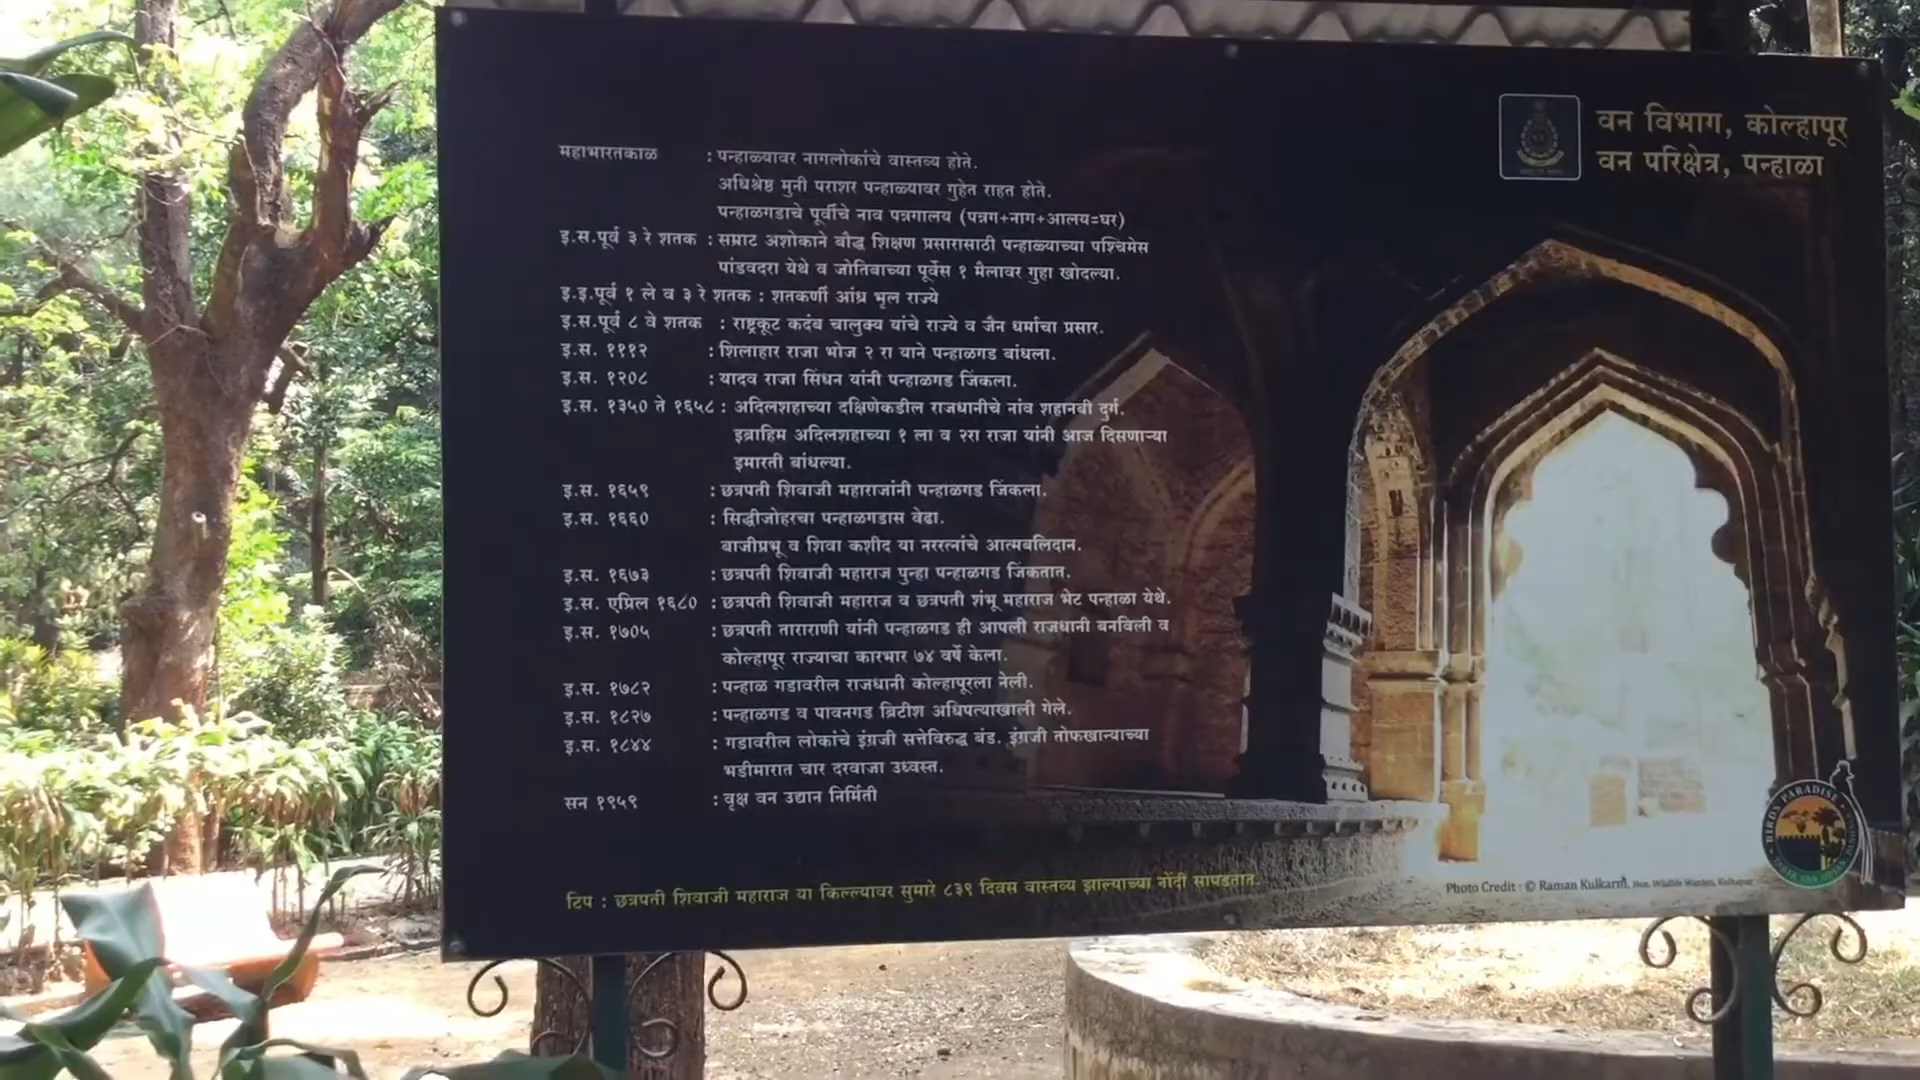 वन विभाग, कोल्हापूर
वन परिक्षेत्र, पन्हाळा
महाभारतकाळ : पन्हाळ्यावर नागलोकांचे वास्तव्य होते.
अधिश्रेष्ठ मुनी पराशर पन्हाळ्यावर गुहेत राहत होते.
पन्हाळगडाचे पूर्वीचे नाव पन्नगालय (पन्नग+नाग+आलय=घर)
इ.स.पूर्व ३ रे शतक : सम्राट अशोकाने बौद्ध शिक्षण प्रसारासाठी पन्हाळ्याच्या पश्चिमेस
पांडवदरा येथे व जोतिबाच्या पूर्वेस १ मैलावर गुहा खोदल्या.
इ.इ.पूर्व १ ले व ३ रे शतक : शतकर्णी आंध्र भृल राज्ये
इ.स.पूर्व ८ वे शतक : राष्ट्रकूट कदंब चालुक्य यांचे राज्ये व जैन धर्माचा प्रसार.
इ.स. १११२ : शिलाहार राजा भोज २ रा याने पन्हाळगड बांधला.
इ.स. १२०८ : यादव राजा सिंधन यांनी पन्हाळगड जिंकला.
इ.स. १३५० ते १६५८ : अदिलशहाच्या दक्षिणेकडील राजधानीचे नांव शहानबी दुर्ग.
इब्राहिम अदिलशहाच्या १ ला व २रा राजा यांनी आज दिसणाऱ्या
इमारती बांधल्या.
इ.स. १६५९ : छत्रपती शिवाजी महाराजांनी पन्हाळगड जिंकला.
इ.स. १६६० : सिद्धीजोहरचा पन्हाळगडास वेढा.
बाजीप्रभू व शिवा कशीद या नररत्नांचे आत्मबलिदान.
इ.स. १६७३ : छत्रपती शिवाजी महाराज पुन्हा पन्हाळगड जिंकतात.
इ.स. एप्रिल १६८० : छत्रपती शिवाजी महाराज व छत्रपती शंभू महाराज भेट पन्हाळा येथे.
इ.स. १७०५ : छत्रपती ताराराणी यांनी पन्हाळगड ही आपली राजधानी बनविली व
कोल्हापूर राज्याचा कारभार ७४ वर्षे केला.
इ.स. १७८२ : पन्हाळ गडावरील राजधानी कोल्हापूरला नेली.
इ.स. १८२७ : पन्हाळगड व पावनगड ब्रिटीश अधिपत्याखाली गेले.
इ.स. १८४४ : गडावरील लोकांचे इंग्रजी सत्तेविरुद्ध बंड. इंग्रजी तोफखान्याच्या
भडीमारात चार दरवाजा उध्वस्त.
सन १९५९ : वृक्ष वन उद्यान निर्मिती
टिप : छत्रपती शिवाजी महाराज या किल्ल्यावर सुमारे ८३९ दिवस वास्तव्य झाल्याच्या नोंदी सापडतात.
Photo Credit - © Raman Kulkarni. Hon. Wildlife Warden, Kolhapur
BIRDS PARADISE